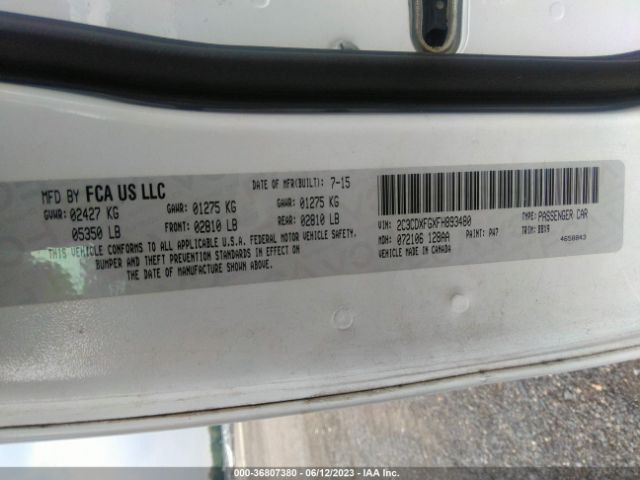 MFD BY FCA US LLC
DATE OF MFR(BUILT): 7-15
GVWR: 02427 KG
GAWR: 01275 KG
GAWR: 01275 KG
05350 LB
FRONT: 02810 LB
REAR: 02810 LB
THIS VEHICLE CONFORMS TO ALL APPLICABLE U.S.A. FEDERAL MOTOR VEHICLE SAFETY,
BUMPER AND THEFT PREVENTION STANDARDS IN EFFECT ON
THE DATE OF MANUFACTURE SHOWN ABOVE.
VIN: 2C3CDXFGXFH893480
TYPE: PASSENGER CAR
MDH: 072106 128AA
PAINT: PW7
TRIM: BB19
VEHICLE MADE IN CANADA
4658843
000-36807380 - 06/12/2023 - IAA Inc.